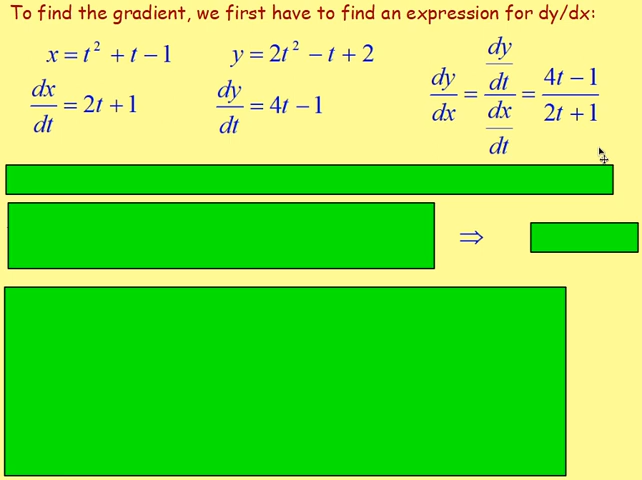 To find the gradient, we first have to find an expression for dy/dx:
x = t² + t − 1 y = 2t² − t + 2
dx/dt = 2t + 1 dy/dt = 4t − 1 dy/dx = (dy/dt)/(dx/dt) = (4t − 1)/(2t + 1)
⇒